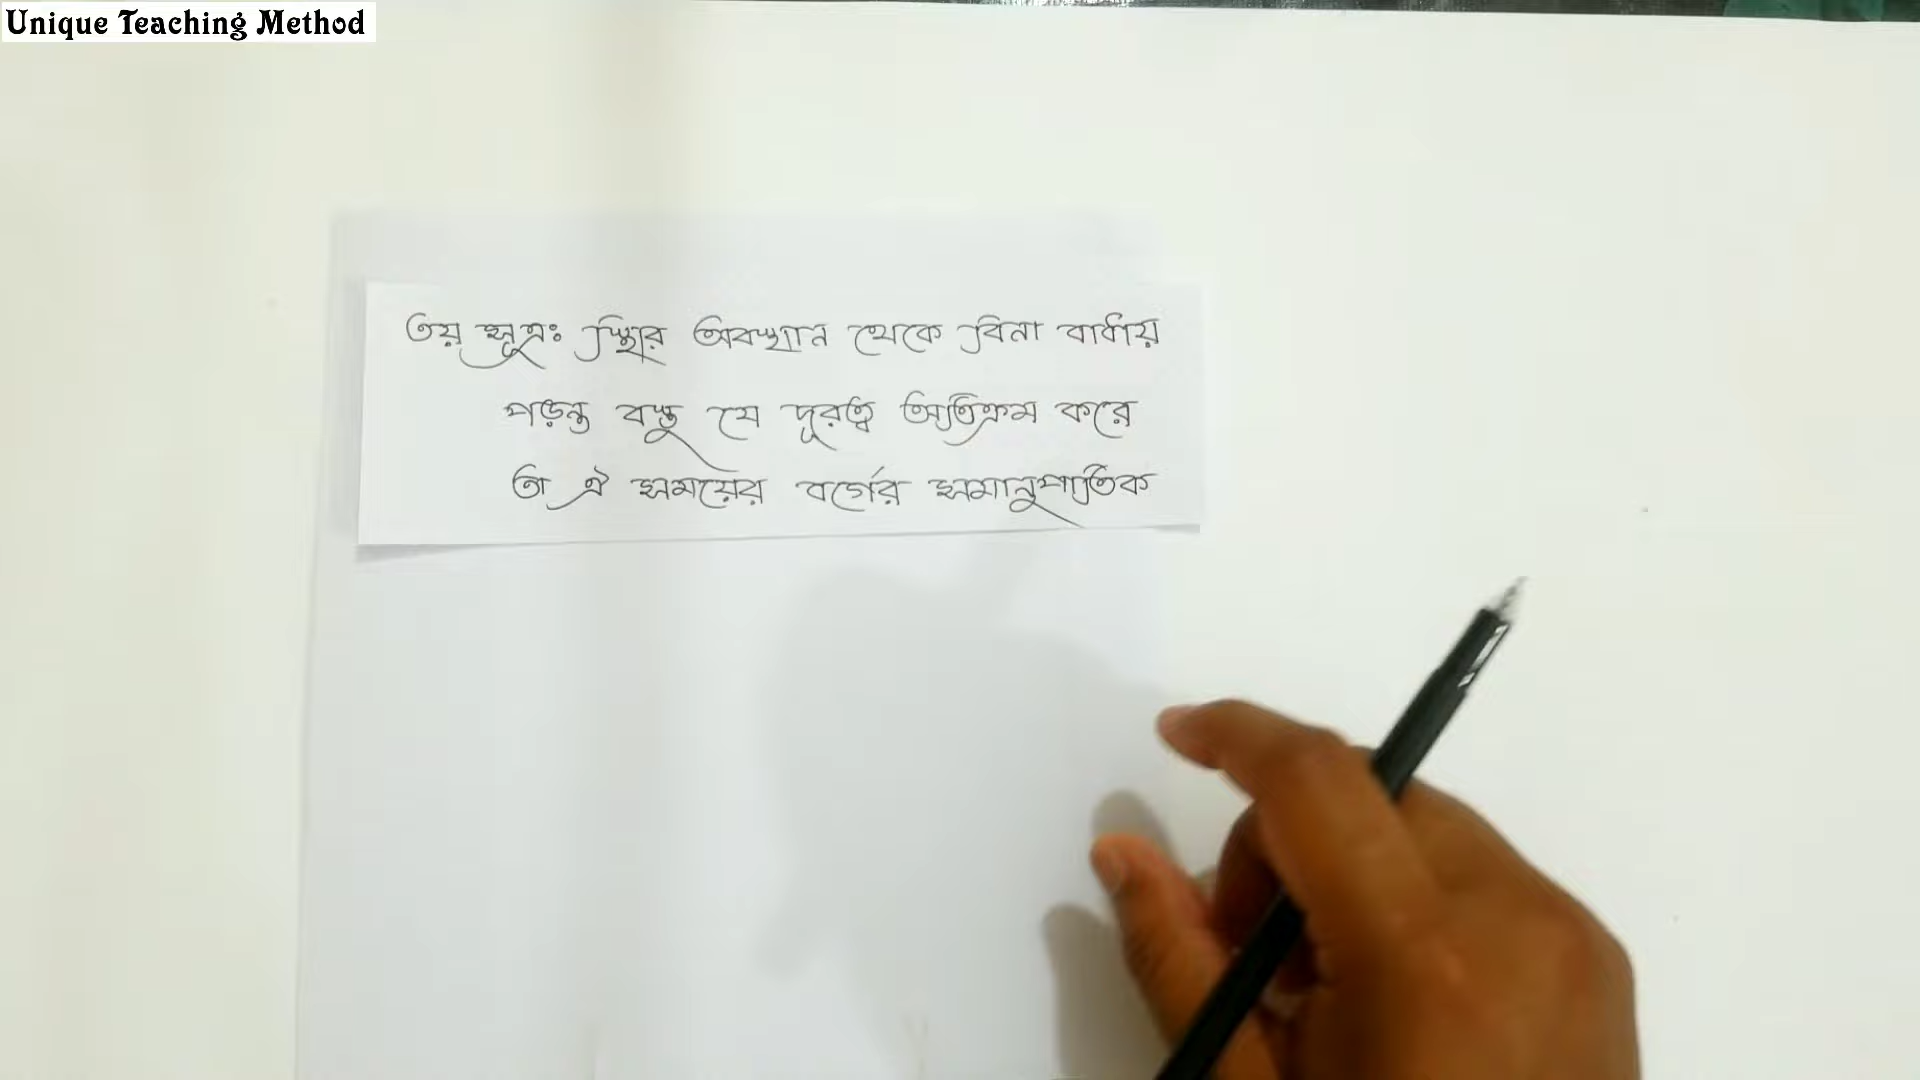 Unique Teaching Method
৩য় সূত্রঃ স্থির অবস্থান থেকে বিনা বাধায়
পড়ন্ত বস্তু যে দূরত্ব অতিক্রম করে
তা ঐ সময়ের বর্গের সমানুপাতিক